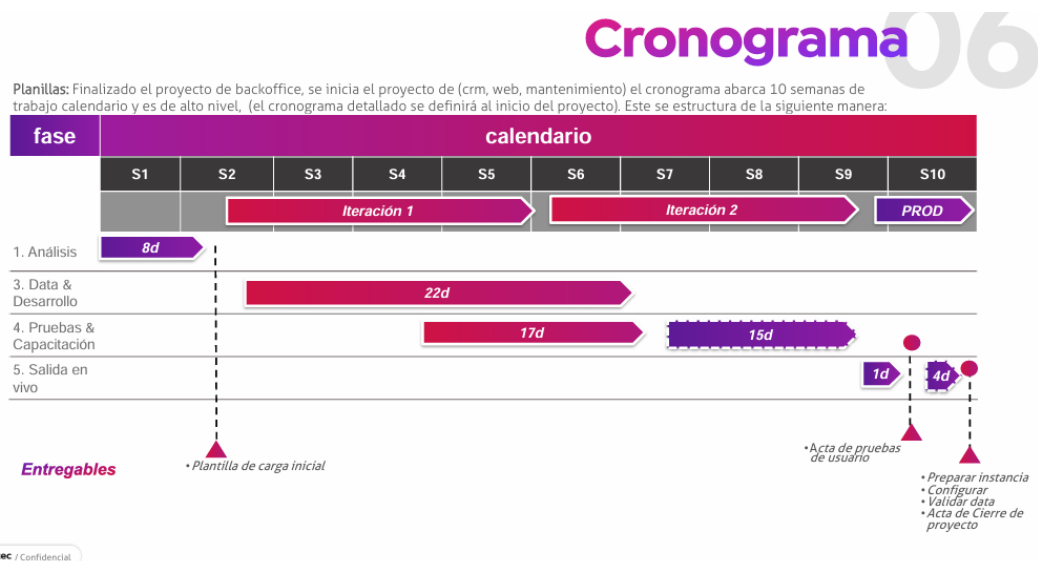 06
Cronograma
Planillas: Finalizado el proyecto de backoffice, se inicia el proyecto de (crm, web, mantenimiento) el cronograma abarca 10 semanas de
trabajo calendario y es de alto nivel, (el cronograma detallado se definirá al inicio del proyecto). Este se estructura de la siguiente manera:
fase calendario
S1 S2 S3 S4 S5 S6 S7 S8 S9 S10
Iteración 1 Iteración 2 PROD
1. Análisis 8d
3. Data &
Desarrollo
22d
4. Pruebas &
Capacitación
17d 15d
5. Salida en
vivo
1d 4d
Entregables
• Plantilla de carga inicial
•Acta de pruebas
de usuario
• Preparar instancia
• Configurar
• Validar data
• Acta de Cierre de
proyecto
ec / Confidencial